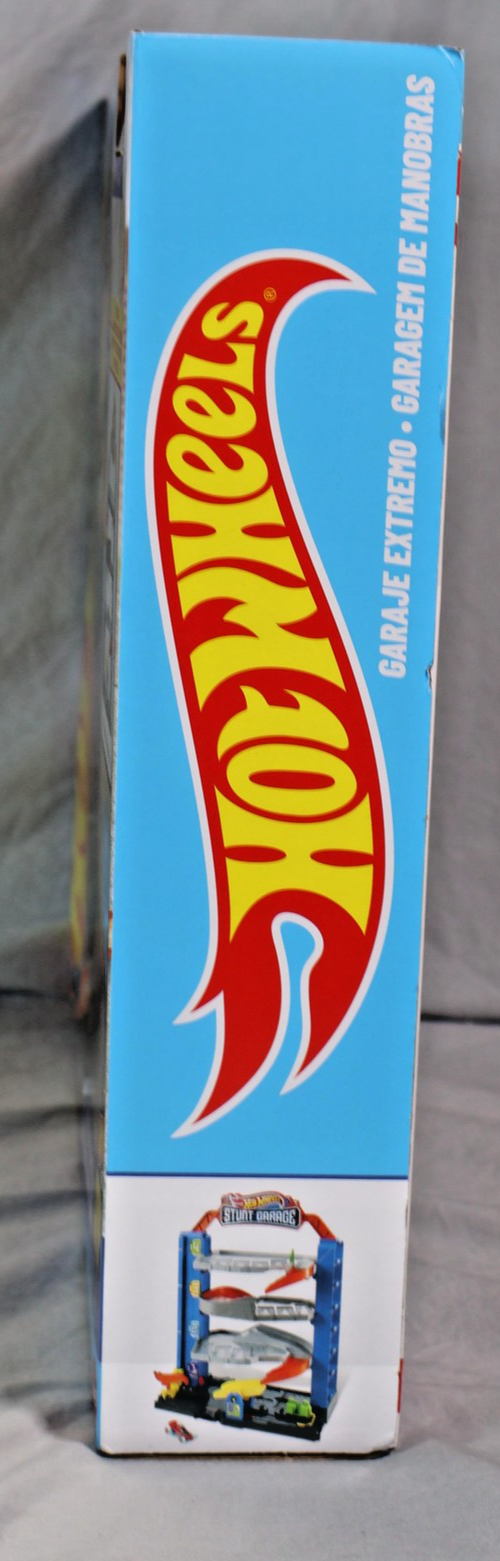 HOT WHEELS®
GARAJE EXTREMO • GARAGEM DE MANOBRAS
HOT WHEELS
STUNT GARAGE